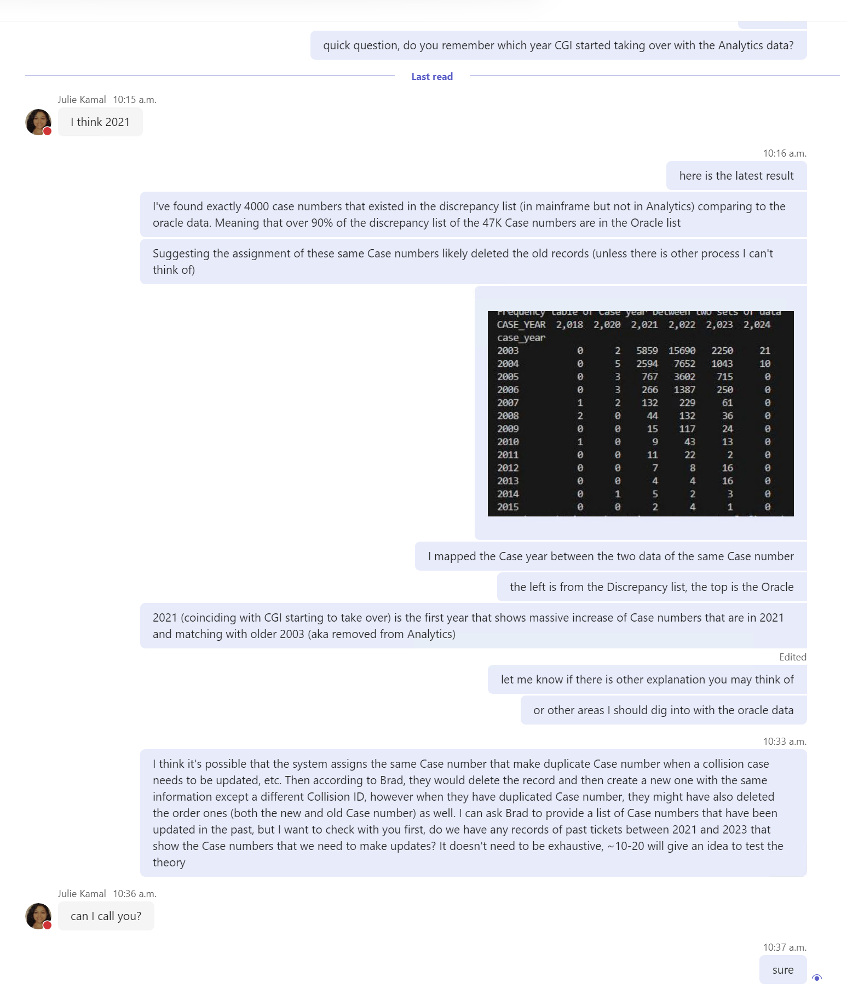 quick question, do you remember which year CGI started taking over with the Analytics data?
Last read
Julie Kamal 10:15 a.m.
I think 2021
10:16 a.m.
here is the latest result
I've found exactly 4000 case numbers that existed in the discrepancy list (in mainframe but not in Analytics) comparing to the
oracle data. Meaning that over 90% of the discrepancy list of the 47K Case numbers are in the Oracle list
Suggesting the assignment of these same Case numbers likely deleted the old records (unless there is other process I can't
think of)
Frequency table of Case year between two sets of data
CASE_YEAR 2,018 2,020 2,021 2,022 2,023 2,024
case_year
2003 0 2 5859 15690 2250 21
2004 0 5 2594 7652 1043 10
2005 0 3 767 3602 715 0
2006 0 3 266 1387 250 0
2007 1 2 132 229 61 0
2008 2 0 44 132 36 0
2009 0 0 15 117 24 0
2010 1 0 9 43 13 0
2011 0 0 11 22 2 0
2012 0 0 7 8 16 0
2013 0 0 4 4 16 0
2014 0 1 5 2 3 0
2015 0 0 2 4 1 0
I mapped the Case year between the two data of the same Case number
the left is from the Discrepancy list, the top is the Oracle
2021 (coinciding with CGI starting to take over) is the first year that shows massive increase of Case numbers that are in 2021
and matching with older 2003 (aka removed from Analytics)
Edited
let me know if there is other explanation you may think of
or other areas I should dig into with the oracle data
10:33 a.m.
I think it's possible that the system assigns the same Case number that make duplicate Case number when a collision case
needs to be updated, etc. Then according to Brad, they would delete the record and then create a new one with the same
information except a different Collision ID, however when they have duplicated Case number, they might have also deleted
the order ones (both the new and old Case number) as well. I can ask Brad to provide a list of Case numbers that have been
updated in the past, but I want to check with you first, do we have any records of past tickets between 2021 and 2023 that
show the Case numbers that we need to make updates? It doesn't need to be exhaustive, ~10-20 will give an idea to test the
theory
Julie Kamal 10:36 a.m.
can I call you?
10:37 a.m.
sure